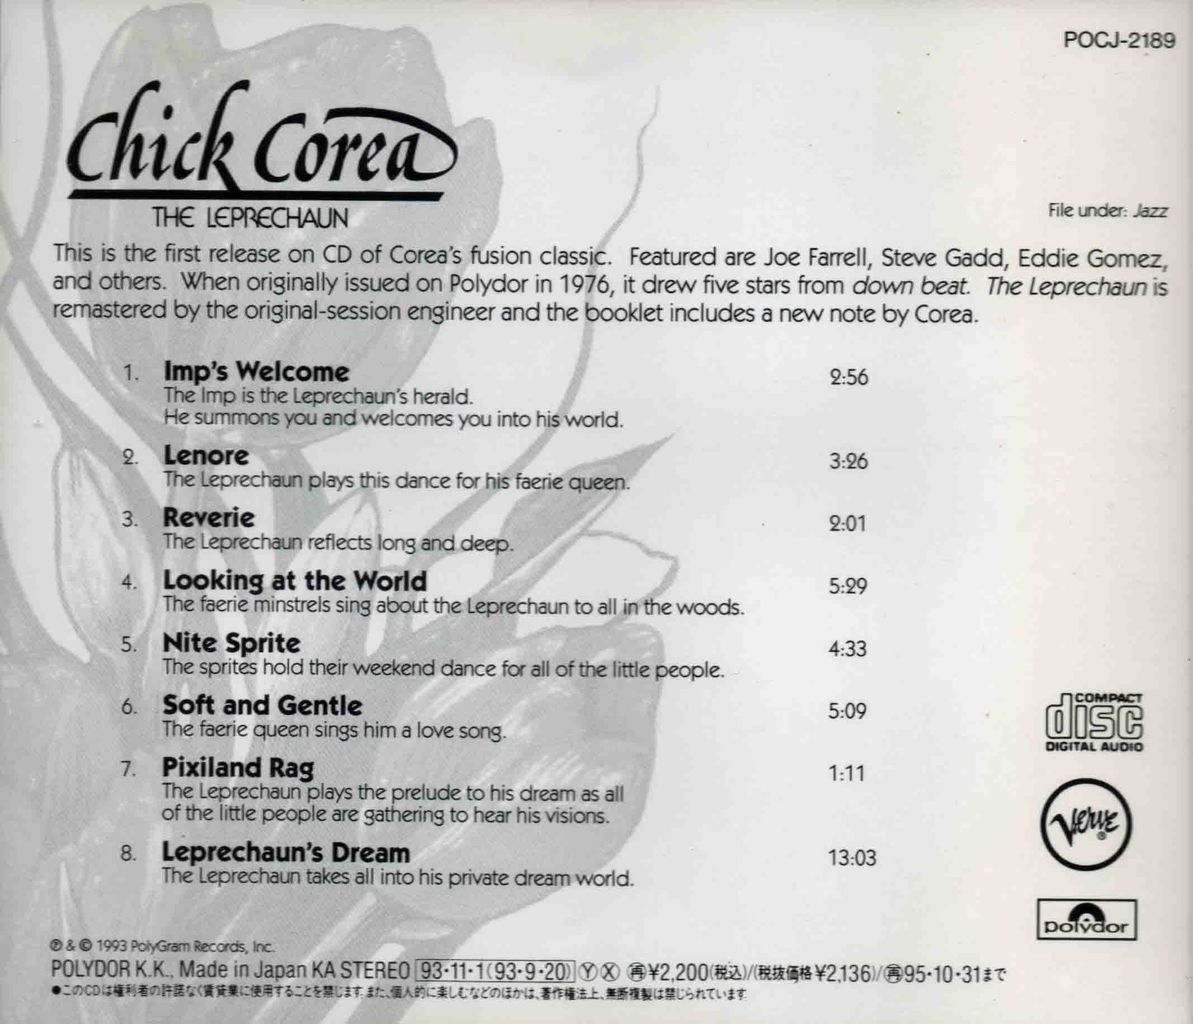 POCJ-2189
Chick Corea
THE LEPRECHAUN
File under: Jazz
This is the first release on CD of Corea's fusion classic. Featured are Joe Farrell, Steve Gadd, Eddie Gomez,
and others. When originally issued on Polydor in 1976, it drew five stars from down beat. The Leprechaun is
remastered by the original-session engineer and the booklet includes a new note by Corea.
1. Imp's Welcome 2:56
The Imp is the Leprechaun's herald.
He summons you and welcomes you into his world.
2. Lenore 3:26
The Leprechaun plays this dance for his faerie queen.
3. Reverie 2:01
The Leprechaun reflects long and deep.
4. Looking at the World 5:29
The faerie minstrels sing about the Leprechaun to all in the woods.
5. Nite Sprite 4:33
The sprites hold their weekend dance for all of the little people.
6. Soft and Gentle 5:09
The faerie queen sings him a love song.
7. Pixiland Rag 1:11
The Leprechaun plays the prelude to his dream as all
of the little people are gathering to hear his visions.
8. Leprechaun's Dream 13:03
The Leprechaun takes all into his private dream world.
COMPACT
disc
DIGITAL AUDIO
Verve
®
polydor
℗ & © 1993 PolyGram Records, Inc.
POLYDOR K.K., Made in Japan KA STEREO 93·11·1(93·9·20) Ⓨ Ⓧ ㊢¥2,200(税込)/(税抜価格¥2,136)/㊢95·10·31まで
●このCDは権利者の許諾なく賃貸業に使用することを禁じます また、個人的に楽しむなどのほかは、著作権法上、無断複製は禁じられています